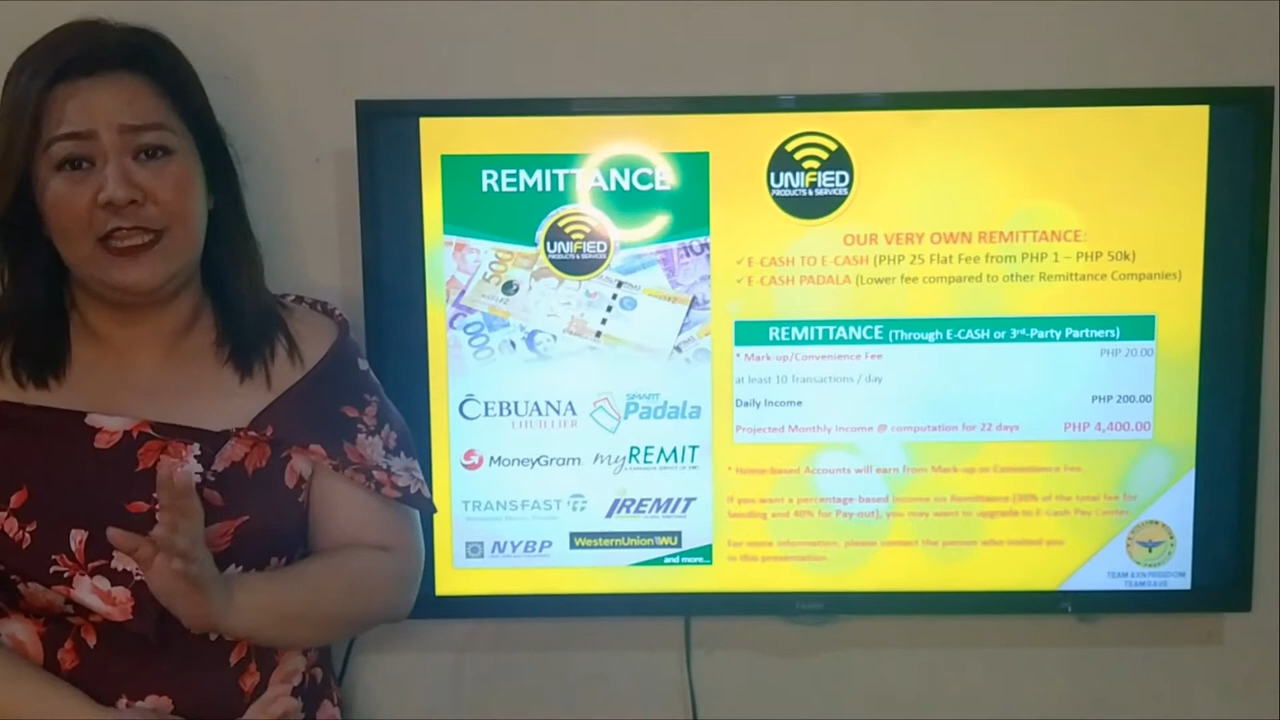 REMITTANCE
UNIFIED
PRODUCTS & SERVICES
500
CEBUANA
LHUILLIER
SMART
Padala
MoneyGram
myREMIT
TRANSFAST
IREMIT
NYBP
WesternUnion WU
and more...
UNIFIED
PRODUCTS & SERVICES
OUR VERY OWN REMITTANCE:
✓E-CASH TO E-CASH (PHP 25 Flat Fee from PHP 1 – PHP 50k)
✓E-CASH PADALA (Lower fee compared to other Remittance Companies)
REMITTANCE (Through E-CASH or 3rd-Party Partners)
* Mark-up/Convenience Fee PHP 20.00
at least 10 Transactions / day
Daily Income PHP 200.00
Projected Monthly Income @ computation for 22 days PHP 4,400.00
* Home-based Accounts will earn from Mark-up or Convenience Fee.
If you want a percentage-based income on Remittance (30% of the total fee for
Sending and 40% for Pay-out), you may want to upgrade to E-Cash Pay Center.
For more information, please contact the person who invited you
in this presentation.
TEAM AXN FREEDOM